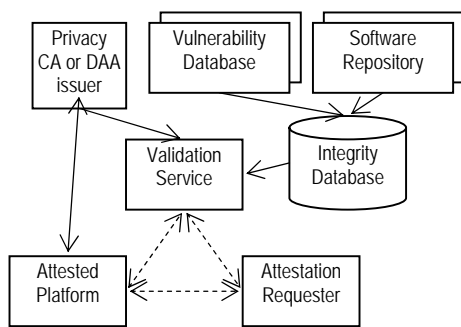 Privacy
CA or DAA
issuer
Vulnerability
Database
Software
Repository
Validation
Service
Integrity
Database
Attested
Platform
Attestation
Requester